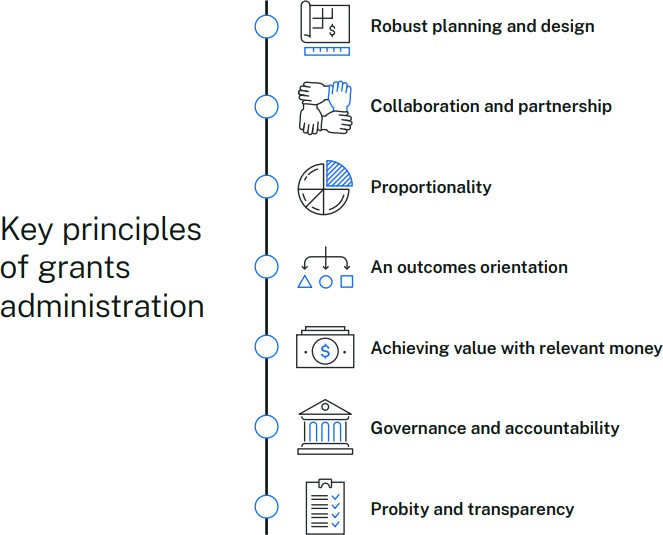 Key principles
of grants
administration
Robust planning and design
$
Collaboration and partnership
Proportionality
An outcomes orientation
$
Achieving value with relevant money
Governance and accountability
Probity and transparency